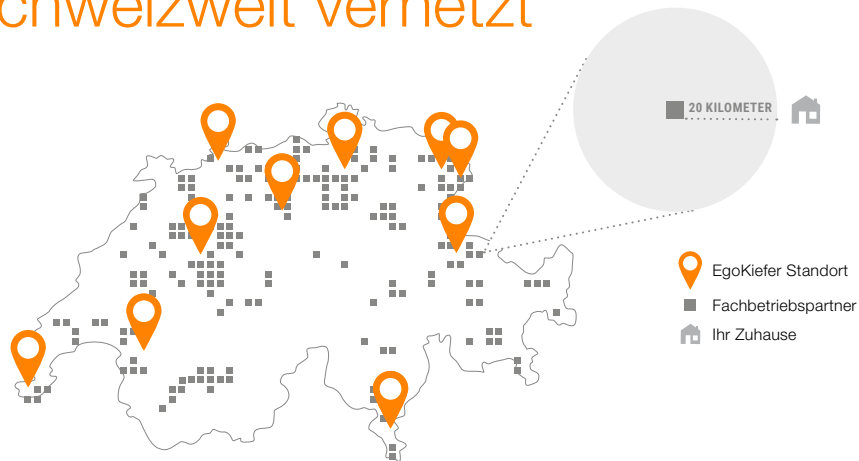 chweizweit vernetzt
20 KILOMETER
EgoKiefer Standort
Fachbetriebspartner
Ihr Zuhause